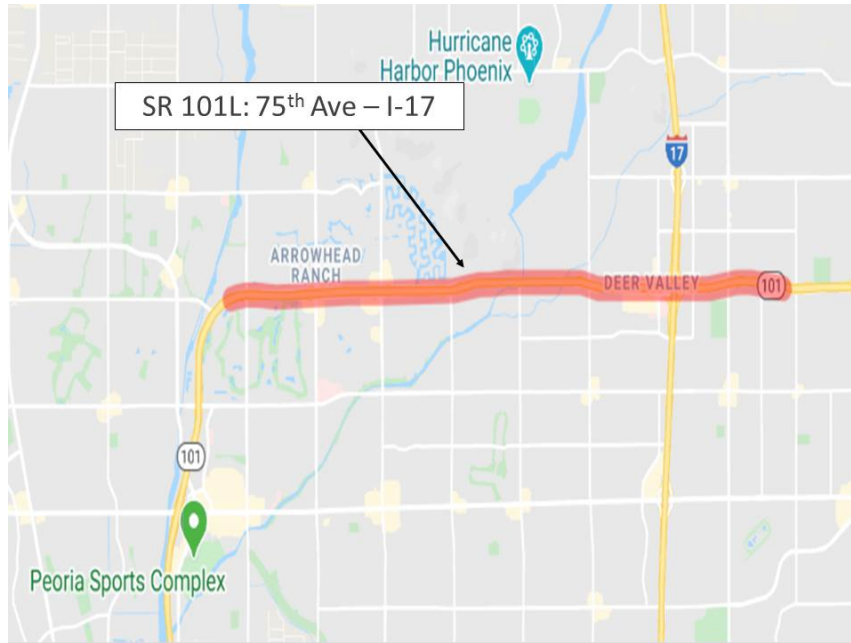 Hurricane
Harbor Phoenix
SR 101L: 75th Ave – I-17
17
ARROWHEAD
RANCH
DEER VALLEY
101
101
Peoria Sports Complex